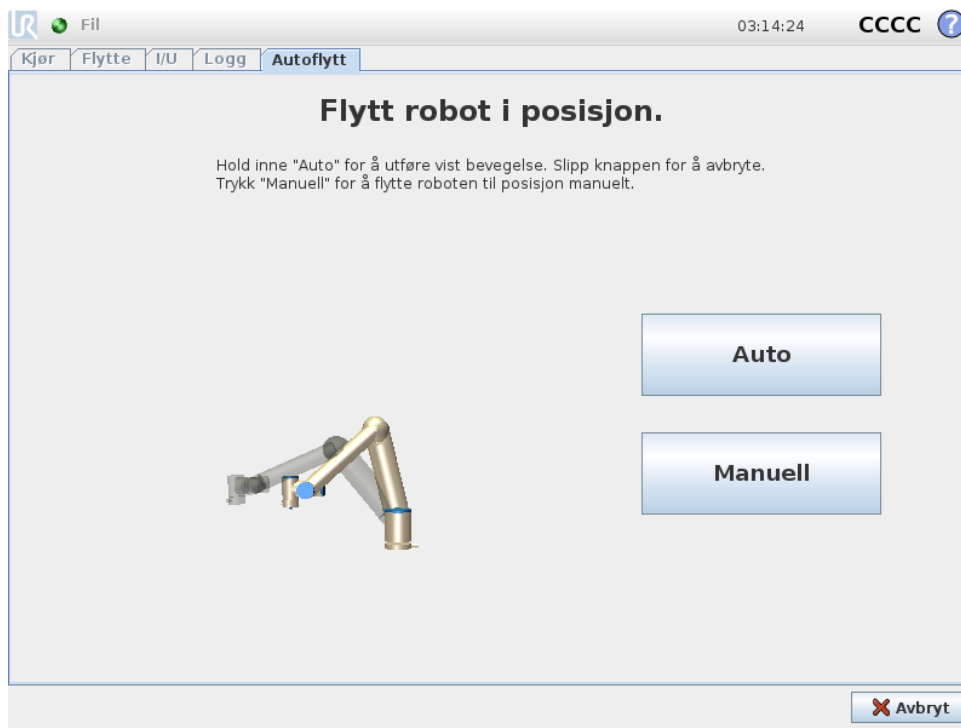 UR Fil 03:14:24 CCCC ?
Kjør Flytte I/U Logg Autoflytt
Flytt robot i posisjon.
Hold inne "Auto" for å utføre vist bevegelse. Slipp knappen for å avbryte.
Trykk "Manuell" for å flytte roboten til posisjon manuelt.
Auto
Manuell
Avbryt